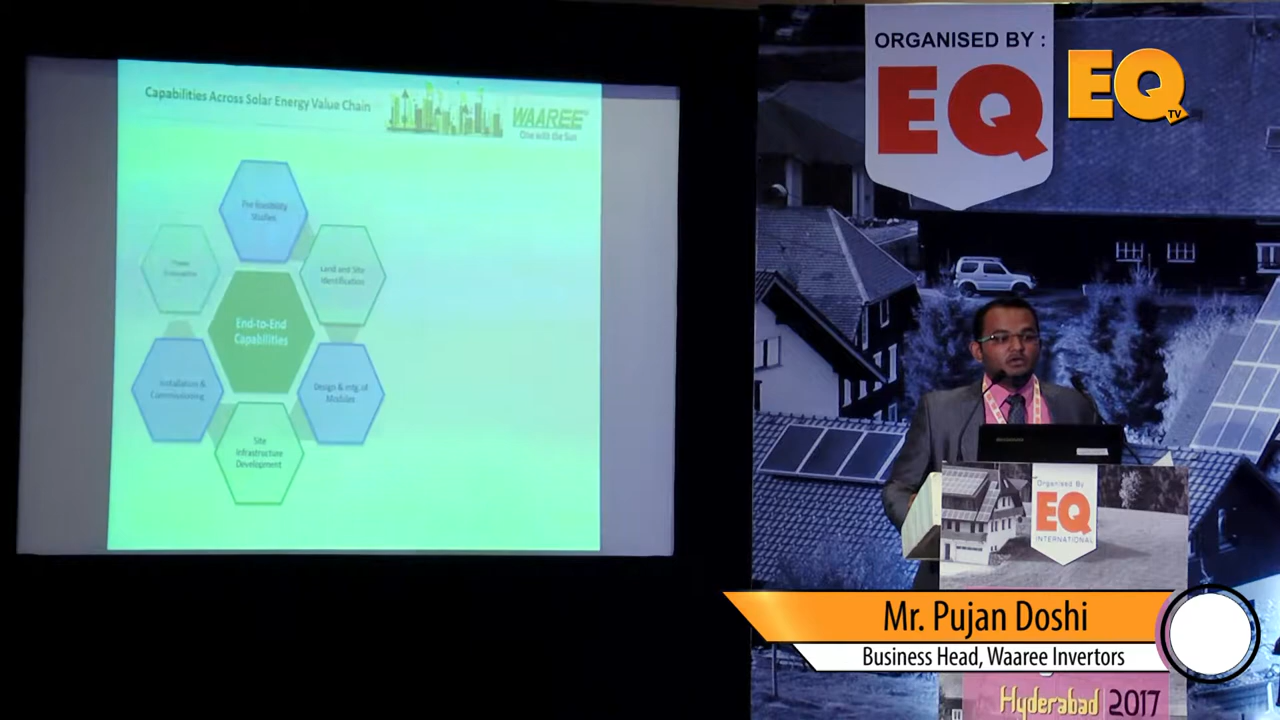 Capabilities Across Solar Energy Value Chain
WAAREE
One with the Sun
Pre feasibility
Studies
Land and Site
Identification
End-to-End
Capabilities
Design & mfg. of
Modules
Site
Infrastructure
Development
Installation &
Commissioning
Power
ORGANISED BY :
EQ
EQ
TV
Organised By
EQ
INTERNATIONAL
Mr. Pujan Doshi
Business Head, Waaree Invertors
Hyderabad 2017